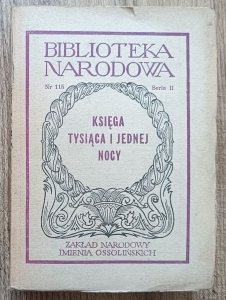 BIBLIOTEKA
NARODOWA
Nr 115 Seria II
KSIĘGA
TYSIĄCA I JEDNEJ
NOCY
ZAKŁAD NARODOWY
IMIENIA OSSOLIŃSKICH